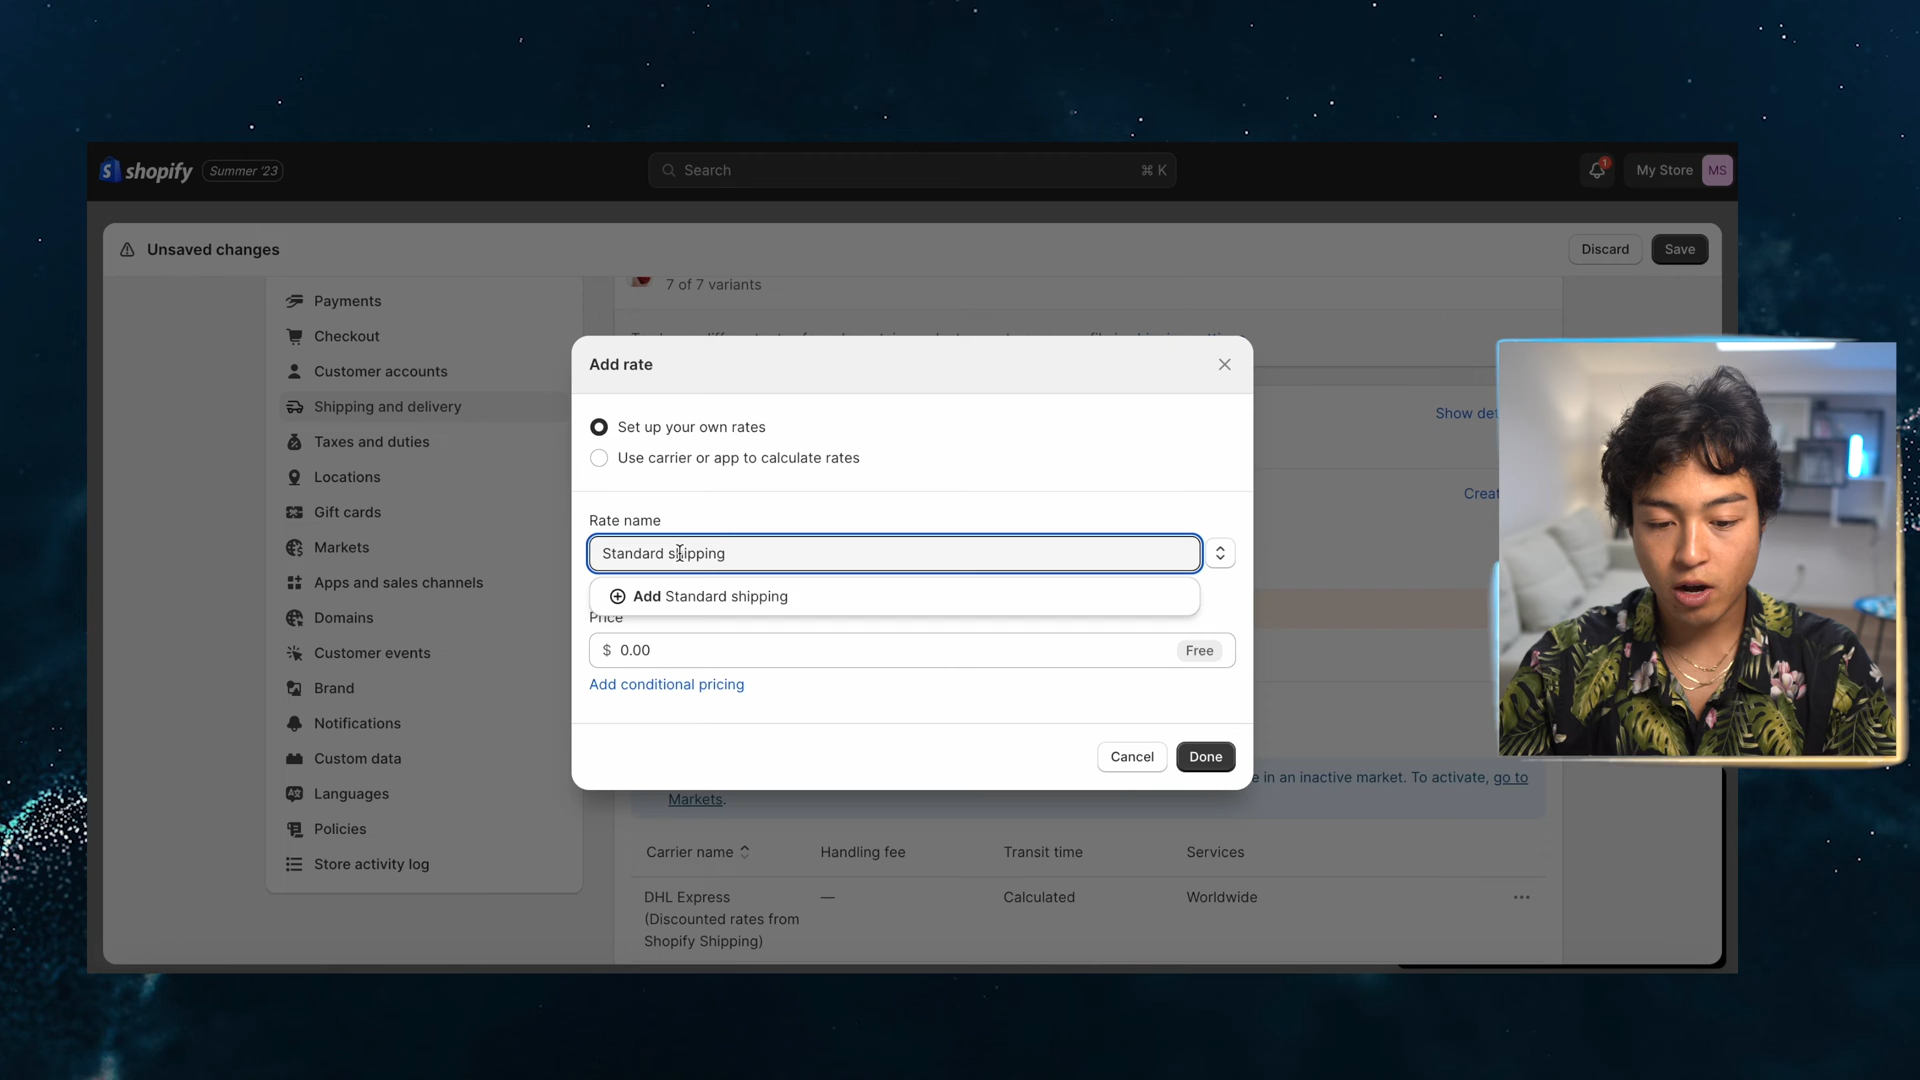 shopify
Summer '23
Search
⌘ K
1
My Store
MS
Unsaved changes
Discard
Save
Payments
Checkout
Customer accounts
Shipping and delivery
Taxes and duties
Locations
Gift cards
Markets
Apps and sales channels
Domains
Customer events
Brand
Notifications
Custom data
Languages
Policies
Store activity log
7 of 7 variants
Show
Add rate
Set up your own rates
Use carrier or app to calculate rates
Rate name
Standard shipping
Add Standard shipping
Price
$ 0.00
Free
Add conditional pricing
Cancel
Done
in an inactive market. To activate, go to
Markets.
Carrier name
Handling fee
Transit time
Services
DHL Express
(Discounted rates from
Shopify Shipping)
—
Calculated
Worldwide